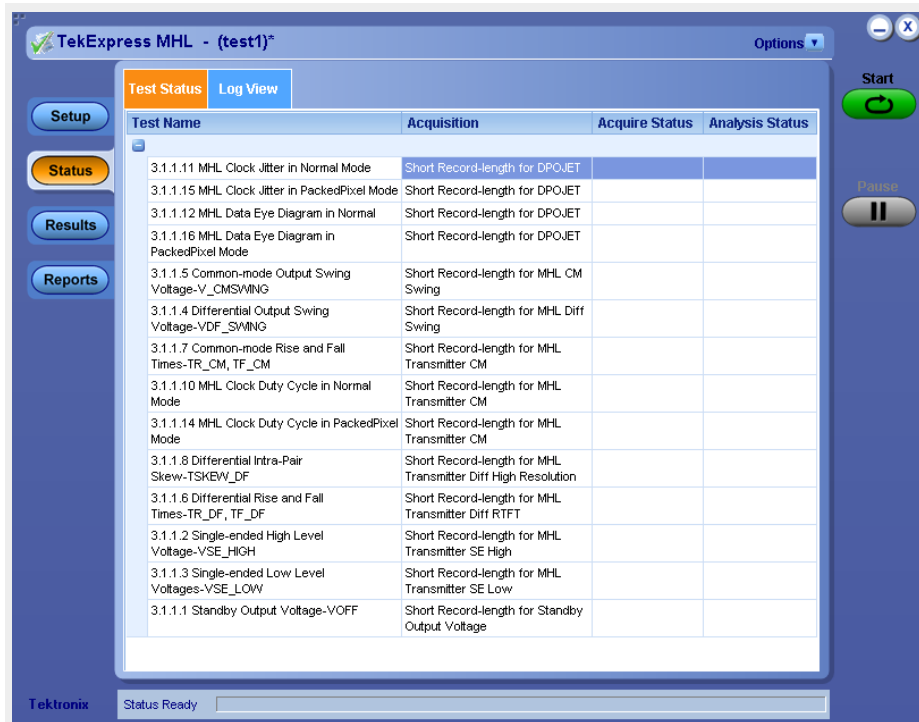 TekExpress MHL - (test1)*
Options
X
Start
Pause
Setup
Status
Results
Reports
Test Status
Log View
Test Name Acquisition Acquire Status Analysis Status
3.1.1.11 MHL Clock Jitter in Normal Mode Short Record-length for DPOJET
3.1.1.15 MHL Clock Jitter in PackedPixel Mode Short Record-length for DPOJET
3.1.1.12 MHL Data Eye Diagram in Normal Short Record-length for DPOJET
3.1.1.16 MHL Data Eye Diagram in Short Record-length for DPOJET
PackedPixel Mode
3.1.1.5 Common-mode Output Swing Short Record-length for MHL CM
Voltage-V_CMSWING Swing
3.1.1.4 Differential Output Swing Short Record-length for MHL Diff
Voltage-VDF_SWING Swing
3.1.1.7 Common-mode Rise and Fall Short Record-length for MHL
Times-TR_CM, TF_CM Transmitter CM
3.1.1.10 MHL Clock Duty Cycle in Normal Short Record-length for MHL
Mode Transmitter CM
3.1.1.14 MHL Clock Duty Cycle in PackedPixel Short Record-length for MHL
Mode Transmitter CM
3.1.1.8 Differential Intra-Pair Short Record-length for MHL
Skew-TSKEW_DF Transmitter Diff High Resolution
3.1.1.6 Differential Rise and Fall Short Record-length for MHL
Times-TR_DF, TF_DF Transmitter Diff RTFT
3.1.1.2 Single-ended High Level Short Record-length for MHL
Voltage-VSE_HIGH Transmitter SE High
3.1.1.3 Single-ended Low Level Short Record-length for MHL
Voltages-VSE_LOW Transmitter SE Low
3.1.1.1 Standby Output Voltage-VOFF Short Record-length for Standby
Output Voltage
Tektronix
Status Ready